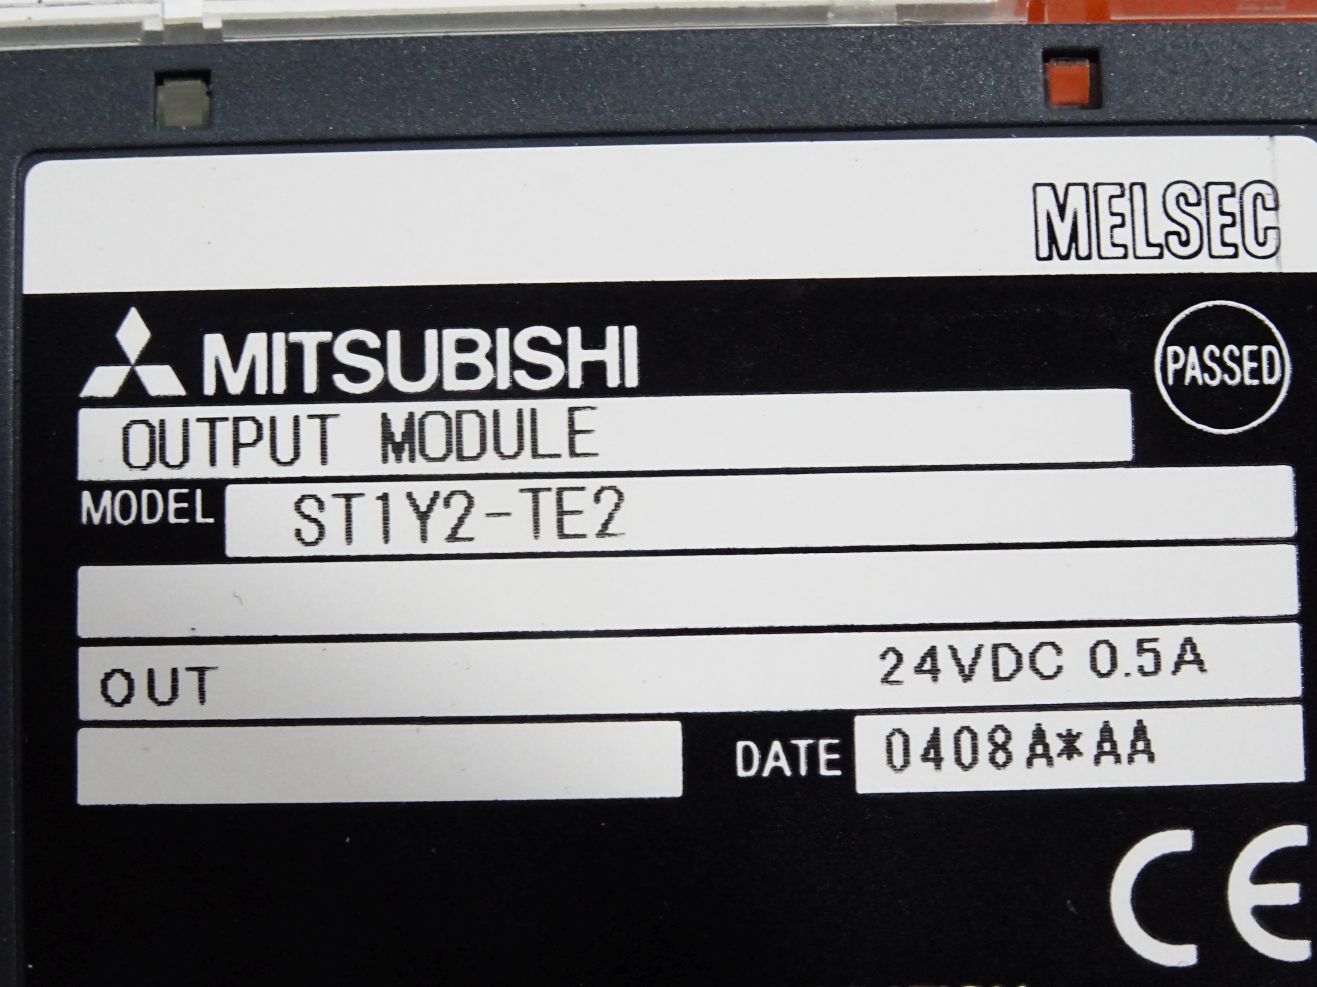 MELSEC
MITSUBISHI
PASSED
OUTPUT MODULE
MODEL ST1Y2-TE2
OUT 24VDC 0.5A
DATE 0408A*AA
CE